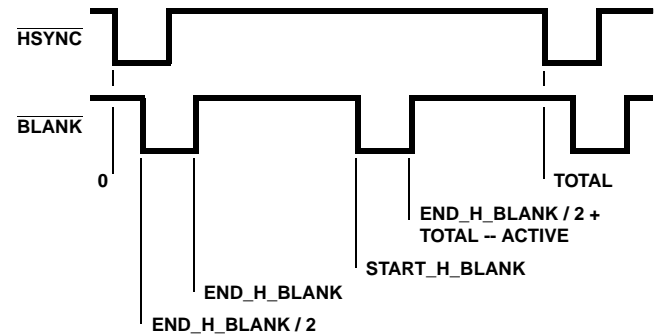 HSYNC
BLANK
0
TOTAL
END_H_BLANK / 2 +
TOTAL -- ACTIVE
START_H_BLANK
END_H_BLANK
END_H_BLANK / 2